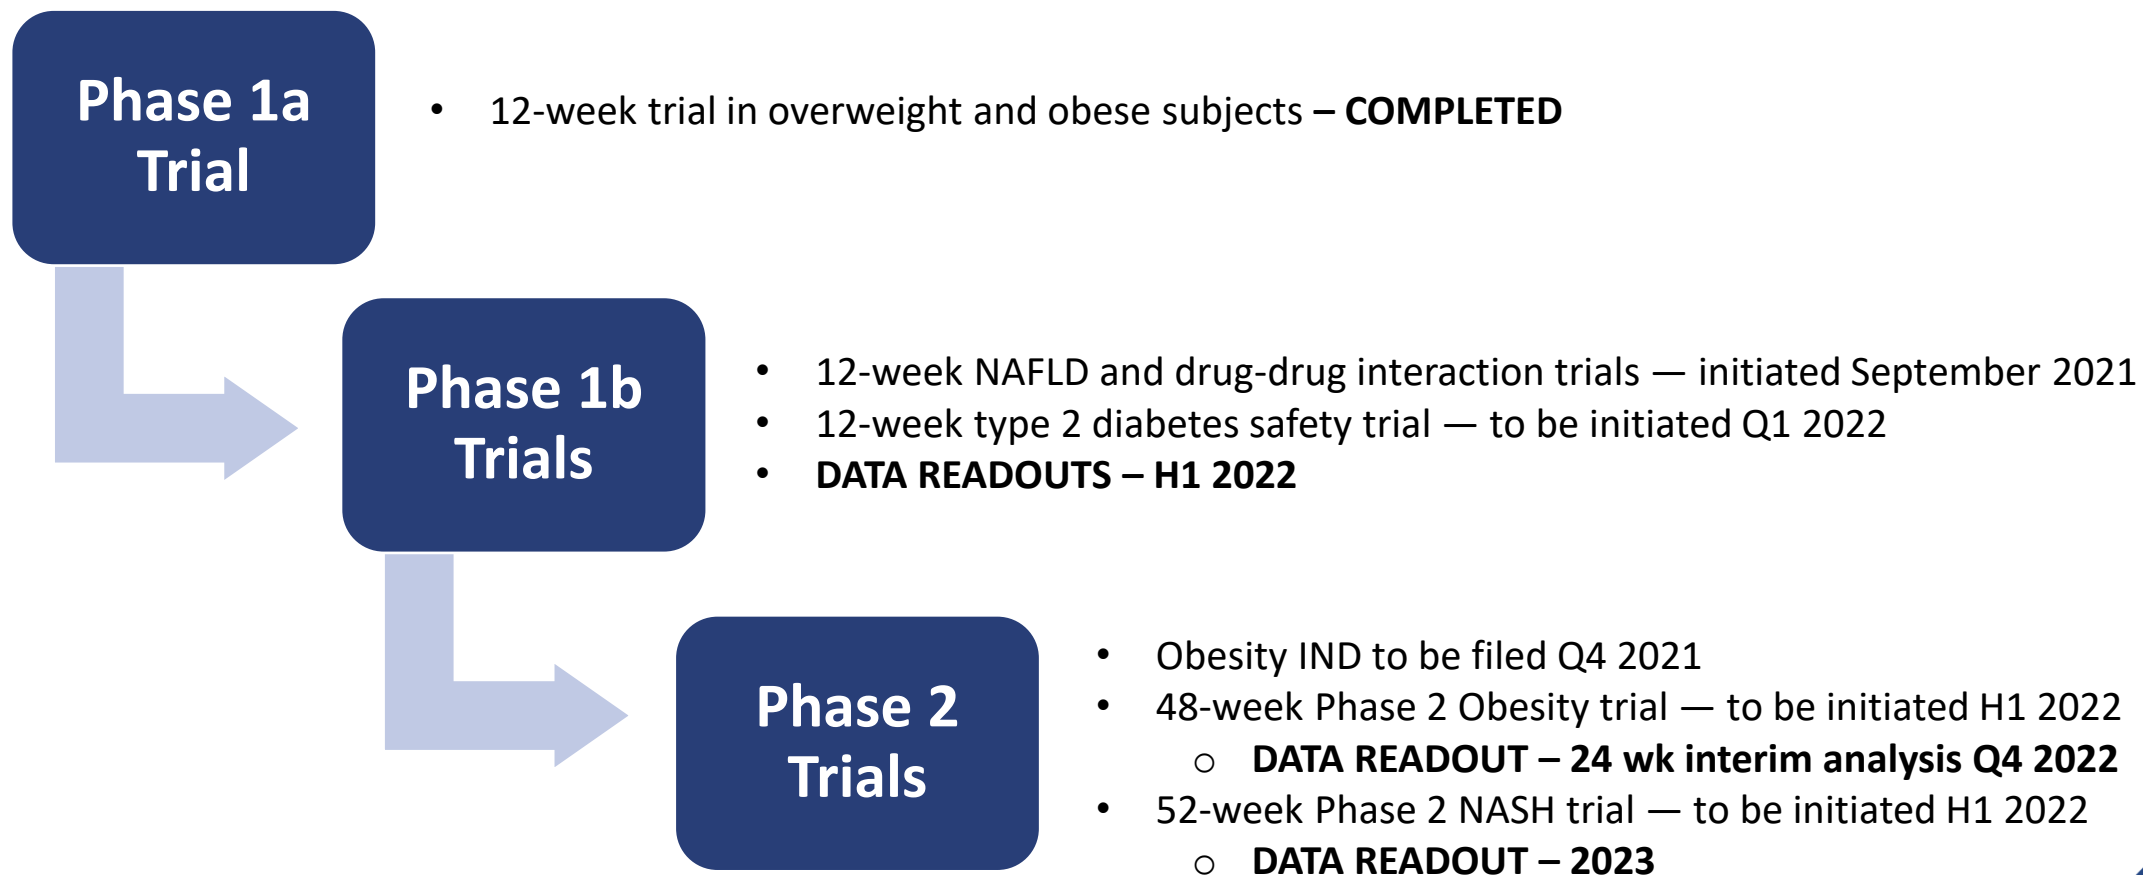 Phase 1a
Trial
• 12-week trial in overweight and obese subjects – COMPLETED
Phase 1b
Trials
• 12-week NAFLD and drug-drug interaction trials — initiated September 2021
• 12-week type 2 diabetes safety trial — to be initiated Q1 2022
• DATA READOUTS – H1 2022
Phase 2
Trials
• Obesity IND to be filed Q4 2021
• 48-week Phase 2 Obesity trial — to be initiated H1 2022
o DATA READOUT – 24 wk interim analysis Q4 2022
• 52-week Phase 2 NASH trial — to be initiated H1 2022
o DATA READOUT – 2023